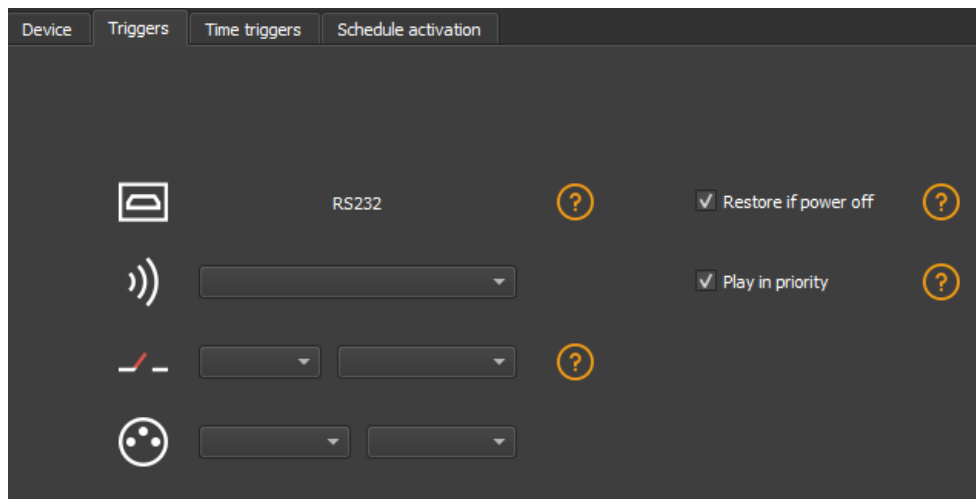 Device Triggers Time triggers Schedule activation
RS232 ? Restore if power off ?
Play in priority ?
?